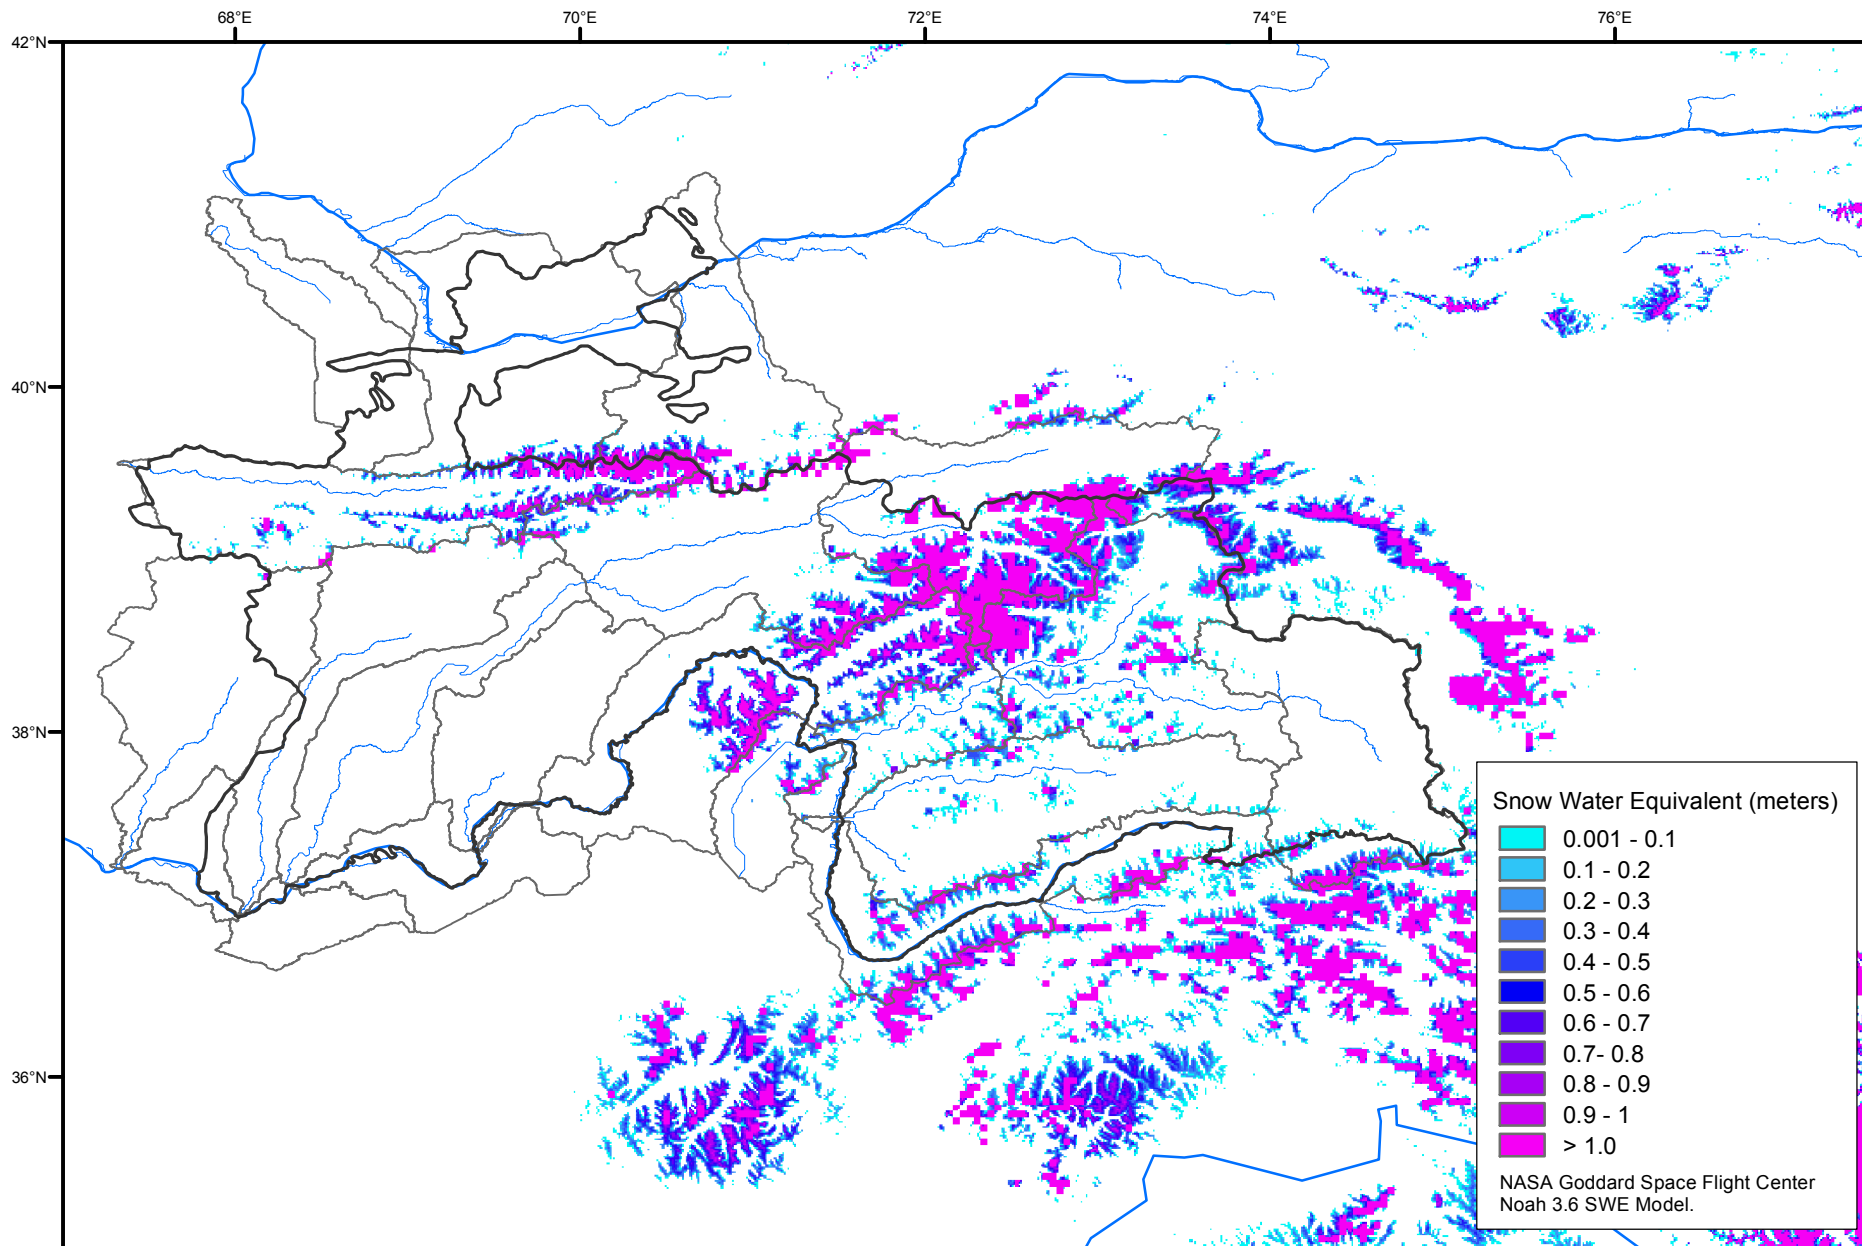 68°E
70°E
72°E
74°E
76°E
42°N
40°N
38°N
36°N
Snow Water Equivalent (meters)
0.001 - 0.1
0.1 - 0.2
0.2 - 0.3
0.3 - 0.4
0.4 - 0.5
0.5 - 0.6
0.6 - 0.7
0.7- 0.8
0.8 - 0.9
0.9 - 1
> 1.0
NASA Goddard Space Flight Center
Noah 3.6 SWE Model.